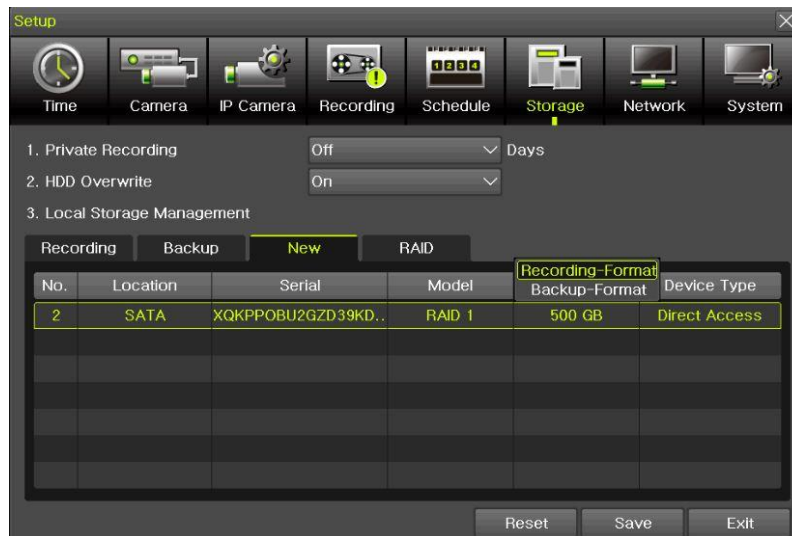 Setup
Time Camera IP Camera Recording Schedule Storage Network System
1. Private Recording Off Days
2. HDD Overwrite On
3. Local Storage Management
Recording Backup New RAID
Recording-Format
Backup-Format
No. Location Serial Model Device Type
2 SATA XQKPPOBU2GZD39KD.. RAID 1 500 GB Direct Access
Reset Save Exit